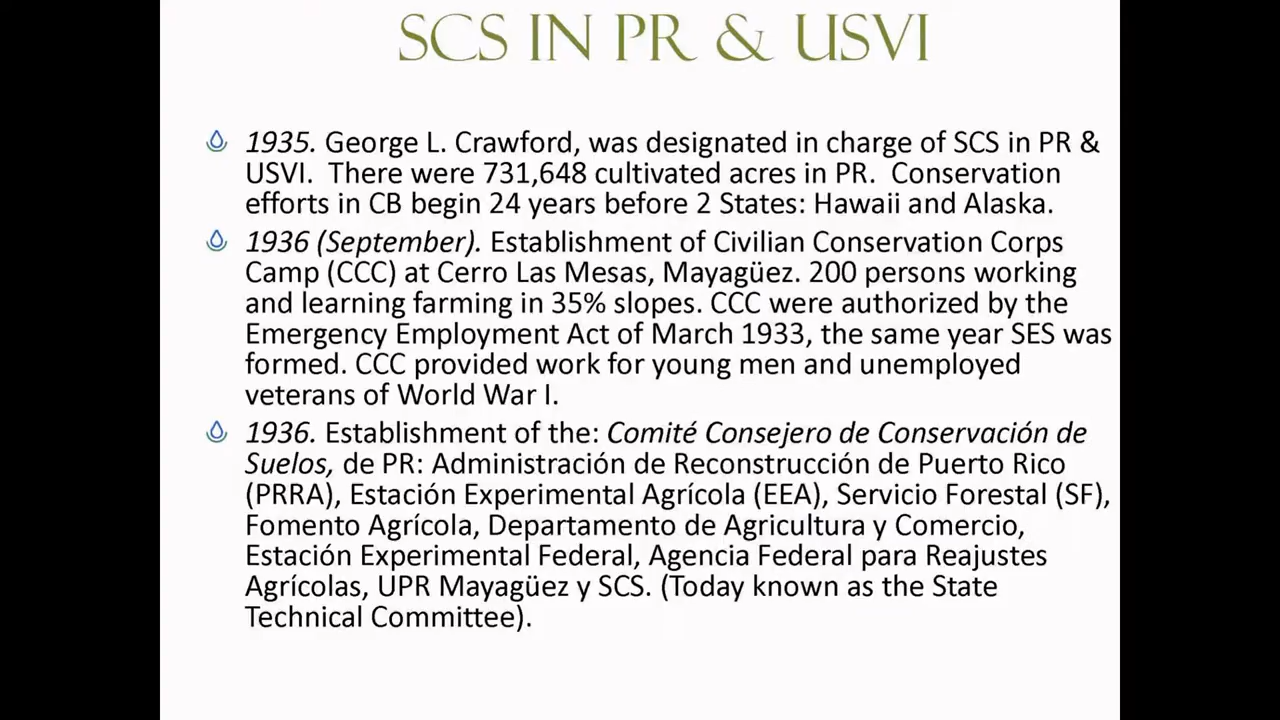 SCS IN PR & USVI
1935. George L. Crawford, was designated in charge of SCS in PR &
USVI.  There were 731,648 cultivated acres in PR.  Conservation
efforts in CB begin 24 years before 2 States: Hawaii and Alaska.
1936 (September). Establishment of Civilian Conservation Corps
Camp (CCC) at Cerro Las Mesas, Mayagüez. 200 persons working
and learning farming in 35% slopes. CCC were authorized by the
Emergency Employment Act of March 1933, the same year SES was
formed. CCC provided work for young men and unemployed
veterans of World War I.
1936. Establishment of the: Comité Consejero de Conservación de
Suelos, de PR: Administración de Reconstrucción de Puerto Rico
(PRRA), Estación Experimental Agrícola (EEA), Servicio Forestal (SF),
Fomento Agrícola, Departamento de Agricultura y Comercio,
Estación Experimental Federal, Agencia Federal para Reajustes
Agrícolas, UPR Mayagüez y SCS. (Today known as the State
Technical Committee).